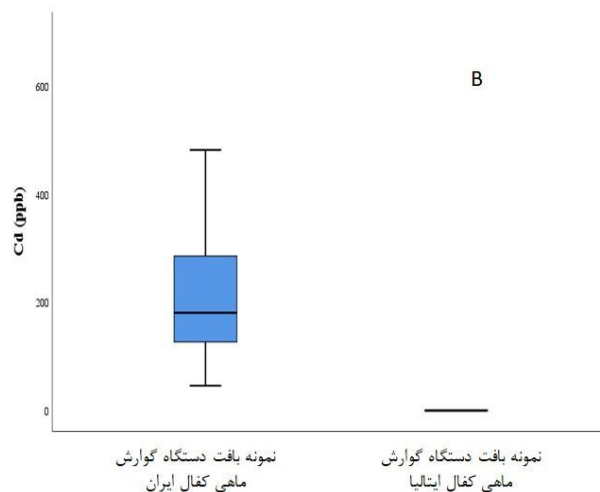 B
600
400
200
0
Cd (ppb)
نمونه بافت دستگاه گوارش
ماهی کفال ایران
نمونه بافت دستگاه گوارش
ماهی کفال ایتالیا